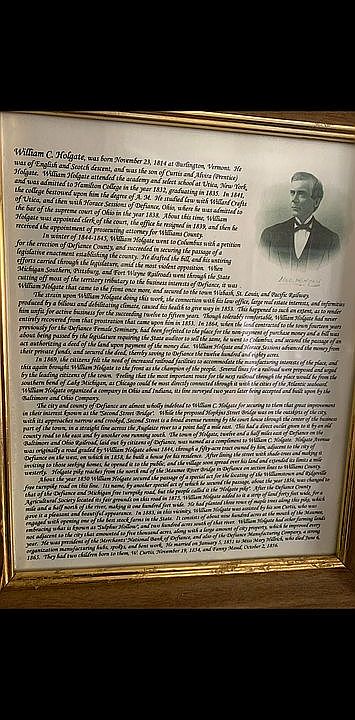 William C. Holgate, was born November 23, 1814 at Burlington, Vermont. He
was of English and Scotch descent, and was the son of Curtis and Alvira (Prentice)
Holgate. William Holgate attended the academy and select school at Utica, New York,
and was admitted to Hamilton College in the year 1832, graduating in 1835. In 1841,
the college bestowed upon him the degree of A. M. He studied law with Willard Crafts
of Utica, and then with Horace Sessions of Defiance, Ohio, where he was admitted to
the bar of the supreme court of Ohio in the year 1838. About this time, William
Holgate was appointed clerk of the court, the office he resigned in 1839, and then he
received the appointment of prosecuting attorney for Williams County.
In winter of 1844-1845, William Holgate went to Columbus with a petition
for the erection of Defiance County, and succeeded in securing the passage of a
legislative enactment establishing the county. He drafted the bill, and his untiring
efforts carried through the legislature, amid the most violent opposition. When
Michigan Southern, Pittsburg, and Fort Wayne Railroads went through the State
cutting off most of the territory tributary to the business interests of Defiance, it was
William Holgate that came to the front once more, and moved to the town Wabash, St. Louis, and Pacific Railway.
The strain upon William Holgate doing this work, the connection with his law office, large real estate interests, and infirmities
produced by a bilious and debilitating climate, caused his health to give way in 1853. This happened to such an extent, as to render
him unfit for active business for the succeeding twelve to fifteen years. Though tolerably comfortable, William Holgate had never
entirely recovered from that prostration that came upon him in 1853. In 1864, when the land constructed to the town fourteen years
previously for the Defiance Female Seminary, had been forfeited to the place for the non-payment of purchase money, and a bill was
about being passed by the legislature requiring the State auditor to sell the same, he went to Columbus, and secured the passage of an
act authorizing a deed of the land upon payment of the money due. William Holgate and Horace Sessions advanced the money from
their private funds, and secured the deed, thereby saving to Defiance the twelve hundred and eighty acres.
In 1869, the citizens felt the need of increased railroad facilities to accommodate the manufacturing interests of the place, and
this again brought William Holgate to the front as the champion of the people. Several lines for a railroad were proposed and urged
by the leading citizens of the town. Feeling that the most important route for the next railroad through the place would be from the
southern bend of Lake Michigan, as Chicago could be most directly connected through it with the cities of the Atlantic seaboard
William Holgate organized a company in Ohio and Indiana, its line surveyed two years later being accepted and built upon by the
Baltimore and Ohio Company.
The city and county of Defiance are almost wholly indebted to William C. Holgate for securing to them that great improvement
in their interest known as the 'Second Street Bridge'. While the proposed Hopkins Street Bridge was on the outskirts of the city,
with its approaches narrow and crooked, Second Street is a broad avenue running by the court house through the center of the business
part of the town, in a straight line across the Auglaize river to a point half a mile east. This had a direct outlet given to it by an old
county road to the east and by another one running south. The town of Holgate, twelve and a half miles east of Defiance on the
Baltimore and Ohio Railroad, laid out by citizens of Defiance, was named as a compliment to William C. Holgate. Holgate Avenue
was originally a road graded by William Holgate about 1844, through a fifty-acre tract owned by him, adjacent to the city of
Defiance on the west, on which in 1858, he built a house for his residence. After lining the street with shade-trees and making it
inviting to those seeking homes, he opened it to the public, and the village soon spread over his land and extended its limits a mile
westerly. Holgate pike reaches from the north end of the Maumee River Bridge in Defiance on section lines to Williams County.
About the year 1850 William Holgate secured the passage of a special act for the locating of the Williamstown and Ridgeville
free turnpike road on this line. Its name, by another special act of which he secured the passage, about the year 1856, was changed to
that of the Defiance and Michigan free turnpike road, but the people called it the 'Holgate pike'. After the Defiance County
Agricultural Society located its fair grounds on this road in 1872, William Holgate added to it a strip of land forty feet wide, for a
mile and a half north of the river, making it one hundred feet wide. He had planted three rows of maple trees along this pike, which
gave it a pleasant and beautiful appearance. In 1883, in this vicinity, William Holgate was assisted by his son Curtis, who was
engaged with opening one of the best stock farms in the State. It consists of about nine hundred acres at the mouth of the Maumee,
embracing what is known as 'Englisher Hollow', and two hundred acres south of that river. William Holgate had other farming lands
not adjacent to the city that amounted to five thousand acres, along with a large amount of city property, which he improved every
year. He was president of the Merchants' National Bank of Defiance, and also of the Defiance Manufacturing Company a strong
organization manufacturing hubs, spokes, and bent work. He married on January 5, 1851 to Miss Mary Hilbred, who died June 6,
1865. They had two children born to them, W. Curtis, November 19, 1854, and Fanny Maud, October 2, 1856.